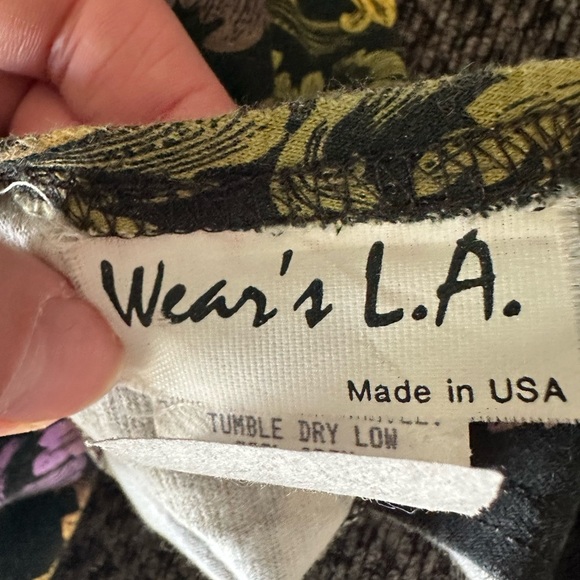 Wear's L.A.
Made in USA
TUMBLE DRY LOW